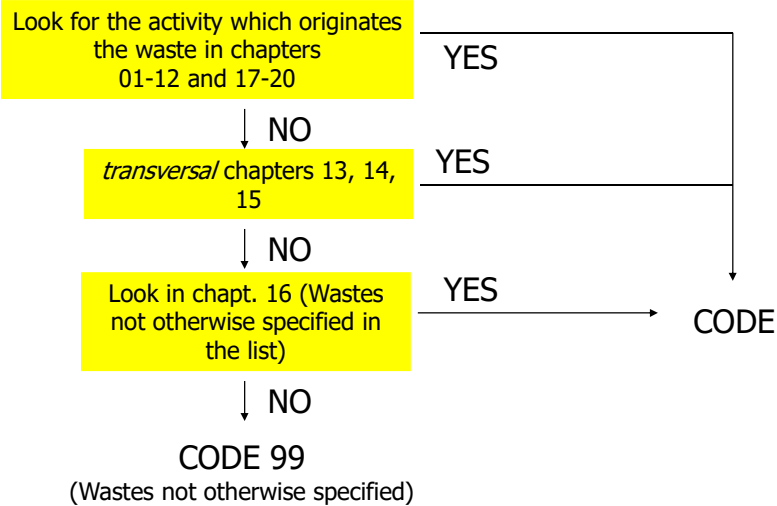 Look for the activity which originates
the waste in chapters
01-12 and 17-20
YES
NO
transversal chapters 13, 14,
15
YES
NO
Look in chapt. 16 (Wastes
not otherwise specified in
the list)
YES
CODE
NO
CODE 99
(Wastes not otherwise specified)